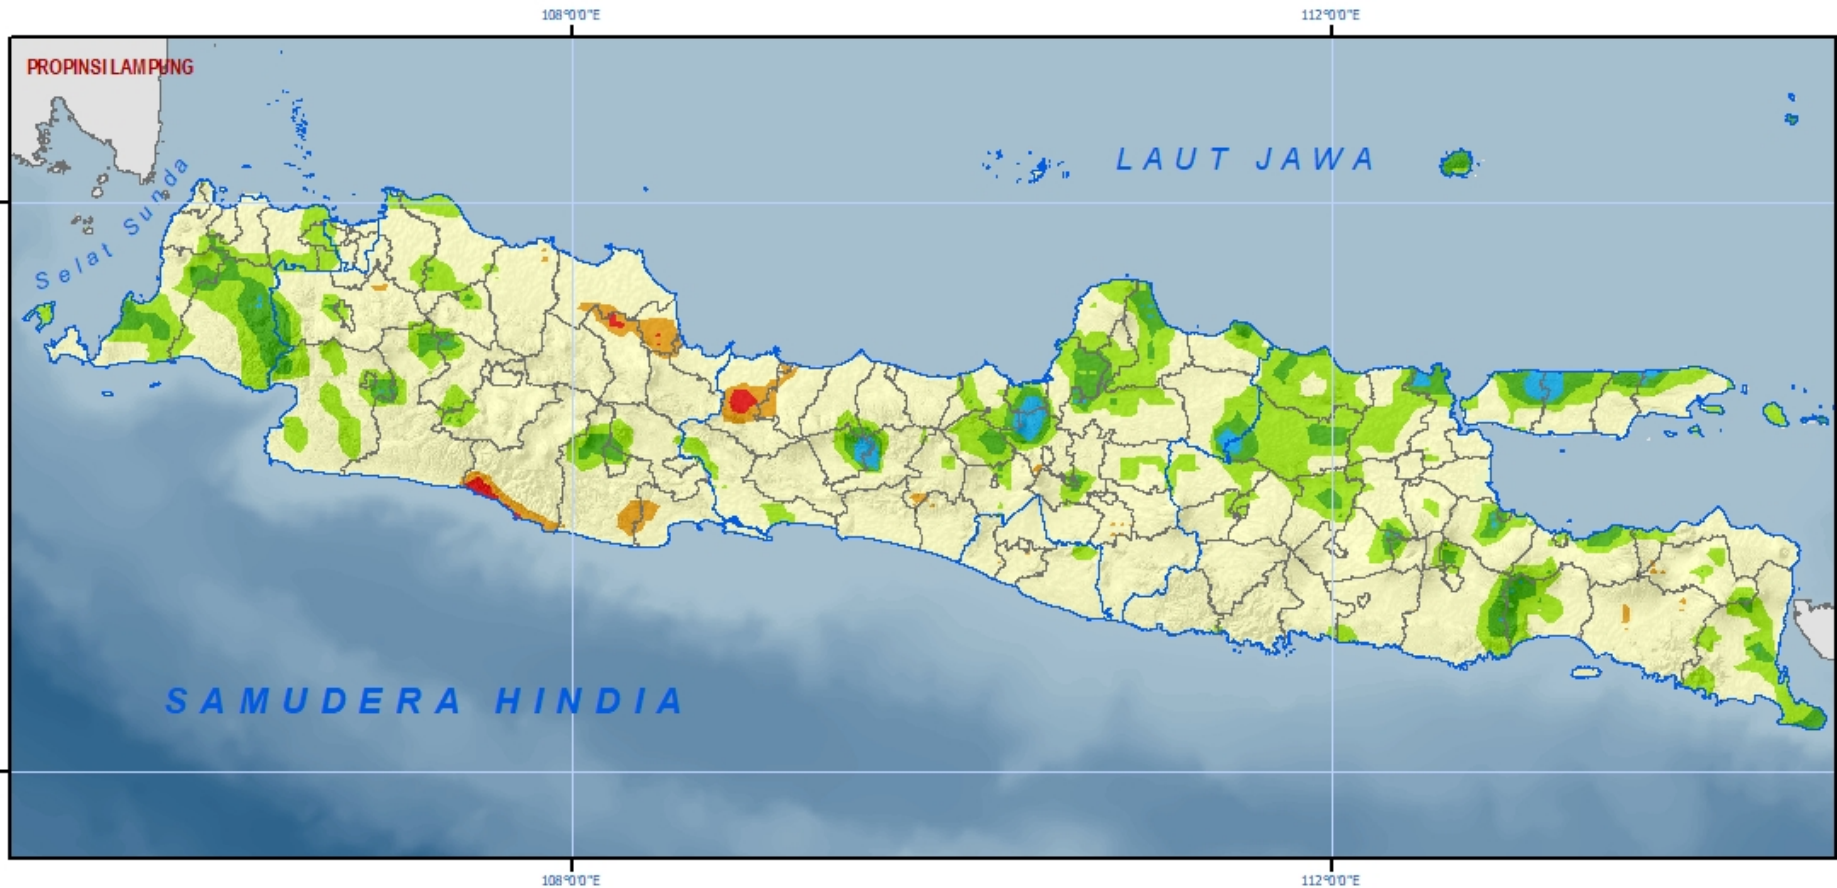 108°0'0"E
112°0'0"E
PROPINSI LAMPUNG
LAUT JAWA
Selat Sunda
SAMUDERA HINDIA
108°0'0"E
112°0'0"E